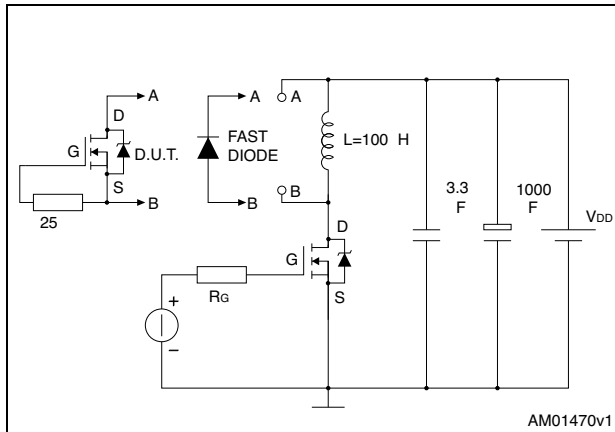 A
D
G
D.U.T.
S
B
25
A
FAST
DIODE
B
A
B
L=100 H
D
G
S
RG
+
–
3.3
F
1000
F
VDD
AM01470v1